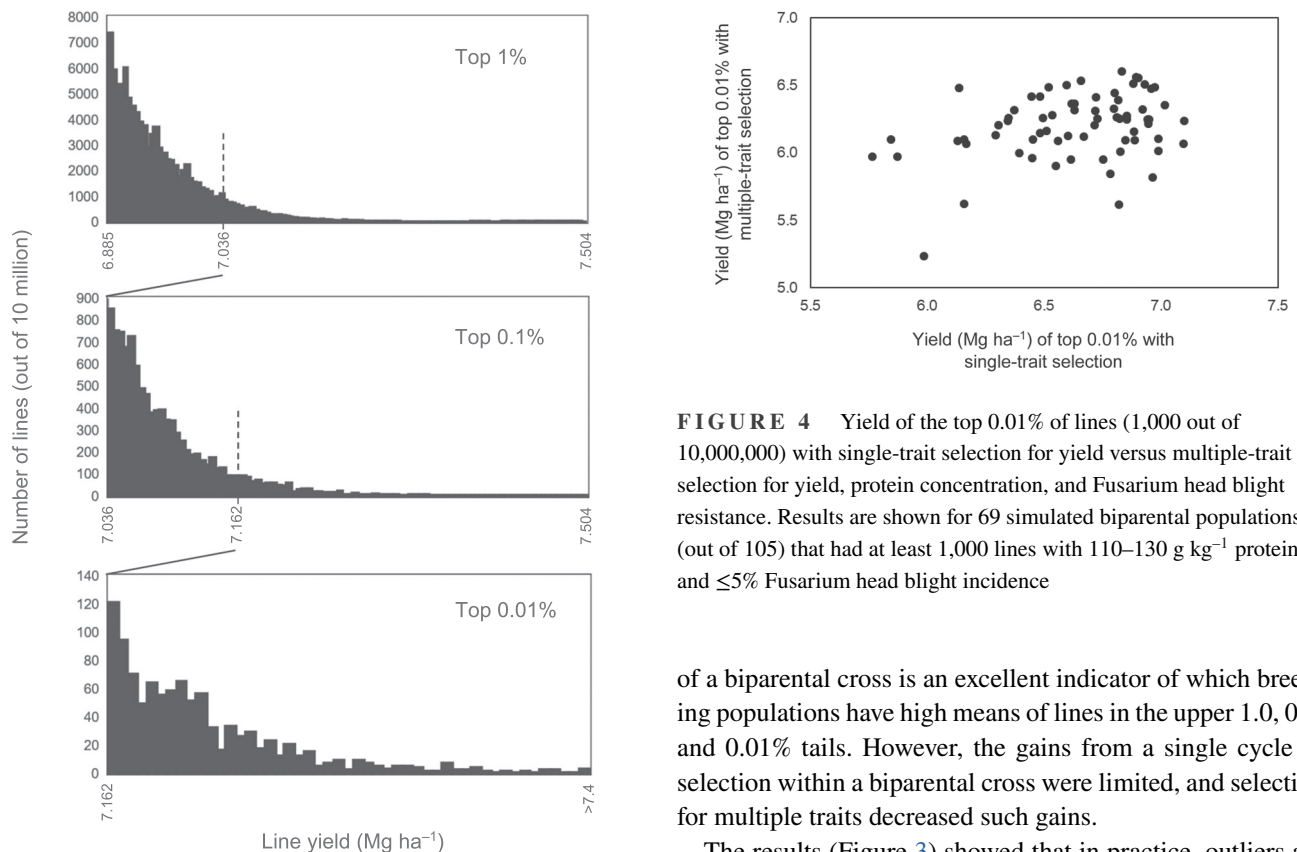 Number of lines (out of 10 million)
8000
7000
6000
5000
4000
3000
2000
1000
0
Top 1%
6.885
7.036
7.504
900
800
700
600
500
400
300
200
100
0
Top 0.1%
7.036
7.162
7.504
140
120
100
80
60
40
20
0
Top 0.01%
7.162
>7.4
Line yield (Mg ha⁻¹)
Yield (Mg ha⁻¹) of top 0.01% with
multiple-trait selection
7.0
6.5
6.0
5.5
5.0
5.5
6.0
6.5
7.0
7.5
Yield (Mg ha⁻¹) of top 0.01% with
single-trait selection
FIGURE 4 Yield of the top 0.01% of lines (1,000 out of
10,000,000) with single-trait selection for yield versus multiple-trait
selection for yield, protein concentration, and Fusarium head blight
resistance. Results are shown for 69 simulated biparental populations
(out of 105) that had at least 1,000 lines with 110–130 g kg⁻¹ protein
and ≤5% Fusarium head blight incidence
of a biparental cross is an excellent indicator of which bree
ing populations have high means of lines in the upper 1.0, 0
and 0.01% tails. However, the gains from a single cycle
selection within a biparental cross were limited, and selecti
for multiple traits decreased such gains.
The results (Figure 3) showed that in practice, outliers a